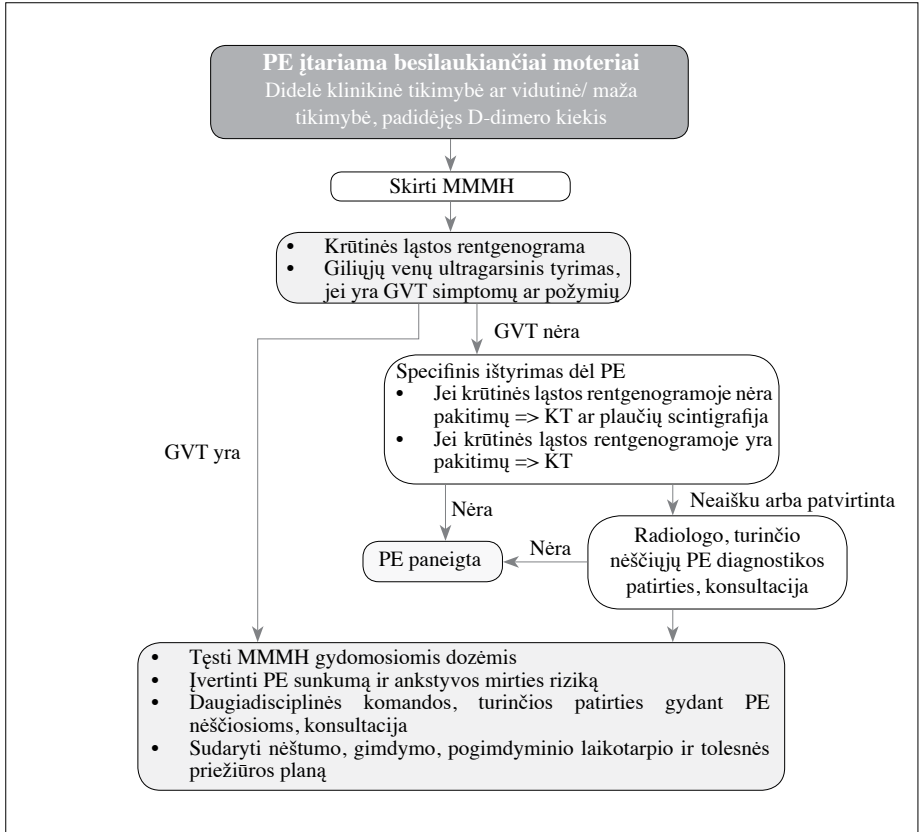 PE įtariama besilaukiančiai moteriai
Didelė klinikinė tikimybė ar vidutinė/ maža
tikimybė, padidėjęs D-dimero kiekis
Skirti MMMH
• Krūtinės ląstos rentgenograma
• Giliųjų venų ultragarsinis tyrimas,
jei yra GVT simptomų ar požymių
GVT nėra
Specifinis ištyrimas dėl PE
• Jei krūtinės ląstos rentgenogramoje nėra
pakitimų => KT ar plaučių scintigrafija
• Jei krūtinės ląstos rentgenogramoje yra
pakitimų => KT
GVT yra
Nėra
Neaišku arba patvirtinta
PE paneigta
Nėra
Radiologo, turinčio
nėščiųjų PE diagnostikos
patirties, konsultacija
• Tęsti MMMH gydomosiomis dozėmis
• Įvertinti PE sunkumą ir ankstyvos mirties riziką
• Daugiadisciplinės komandos, turinčios patirties gydant PE
nėščiosioms, konsultacija
• Sudaryti nėštumo, gimdymo, pogimdyminio laikotarpio ir tolesnės
priežiūros planą